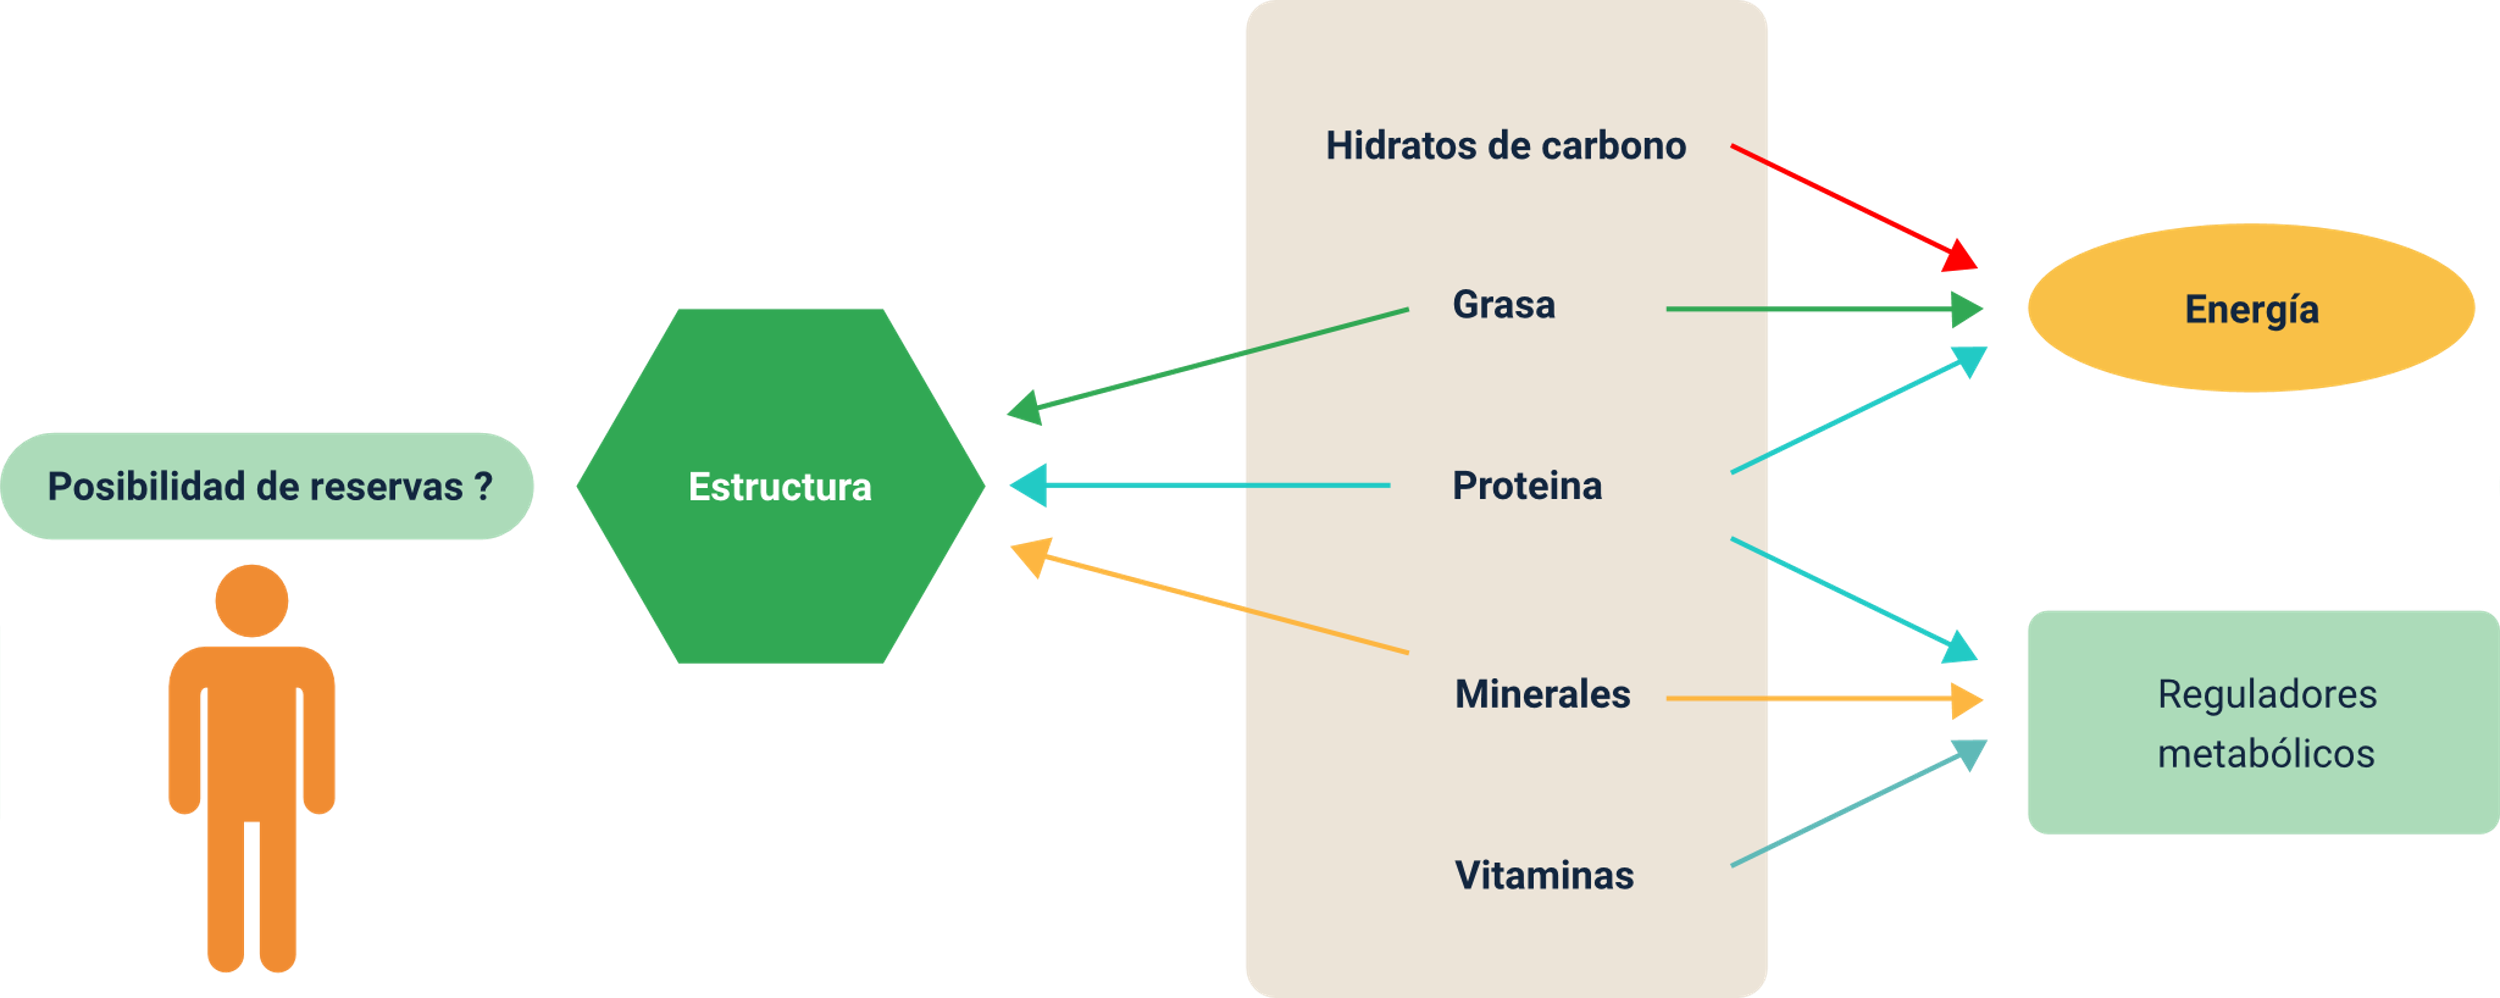 Posibilidad de reservas ?
Estructura
Hidratos de carbono
Grasa
Proteina
Minerales
Vitaminas
Energía
Reguladores
metabólicos